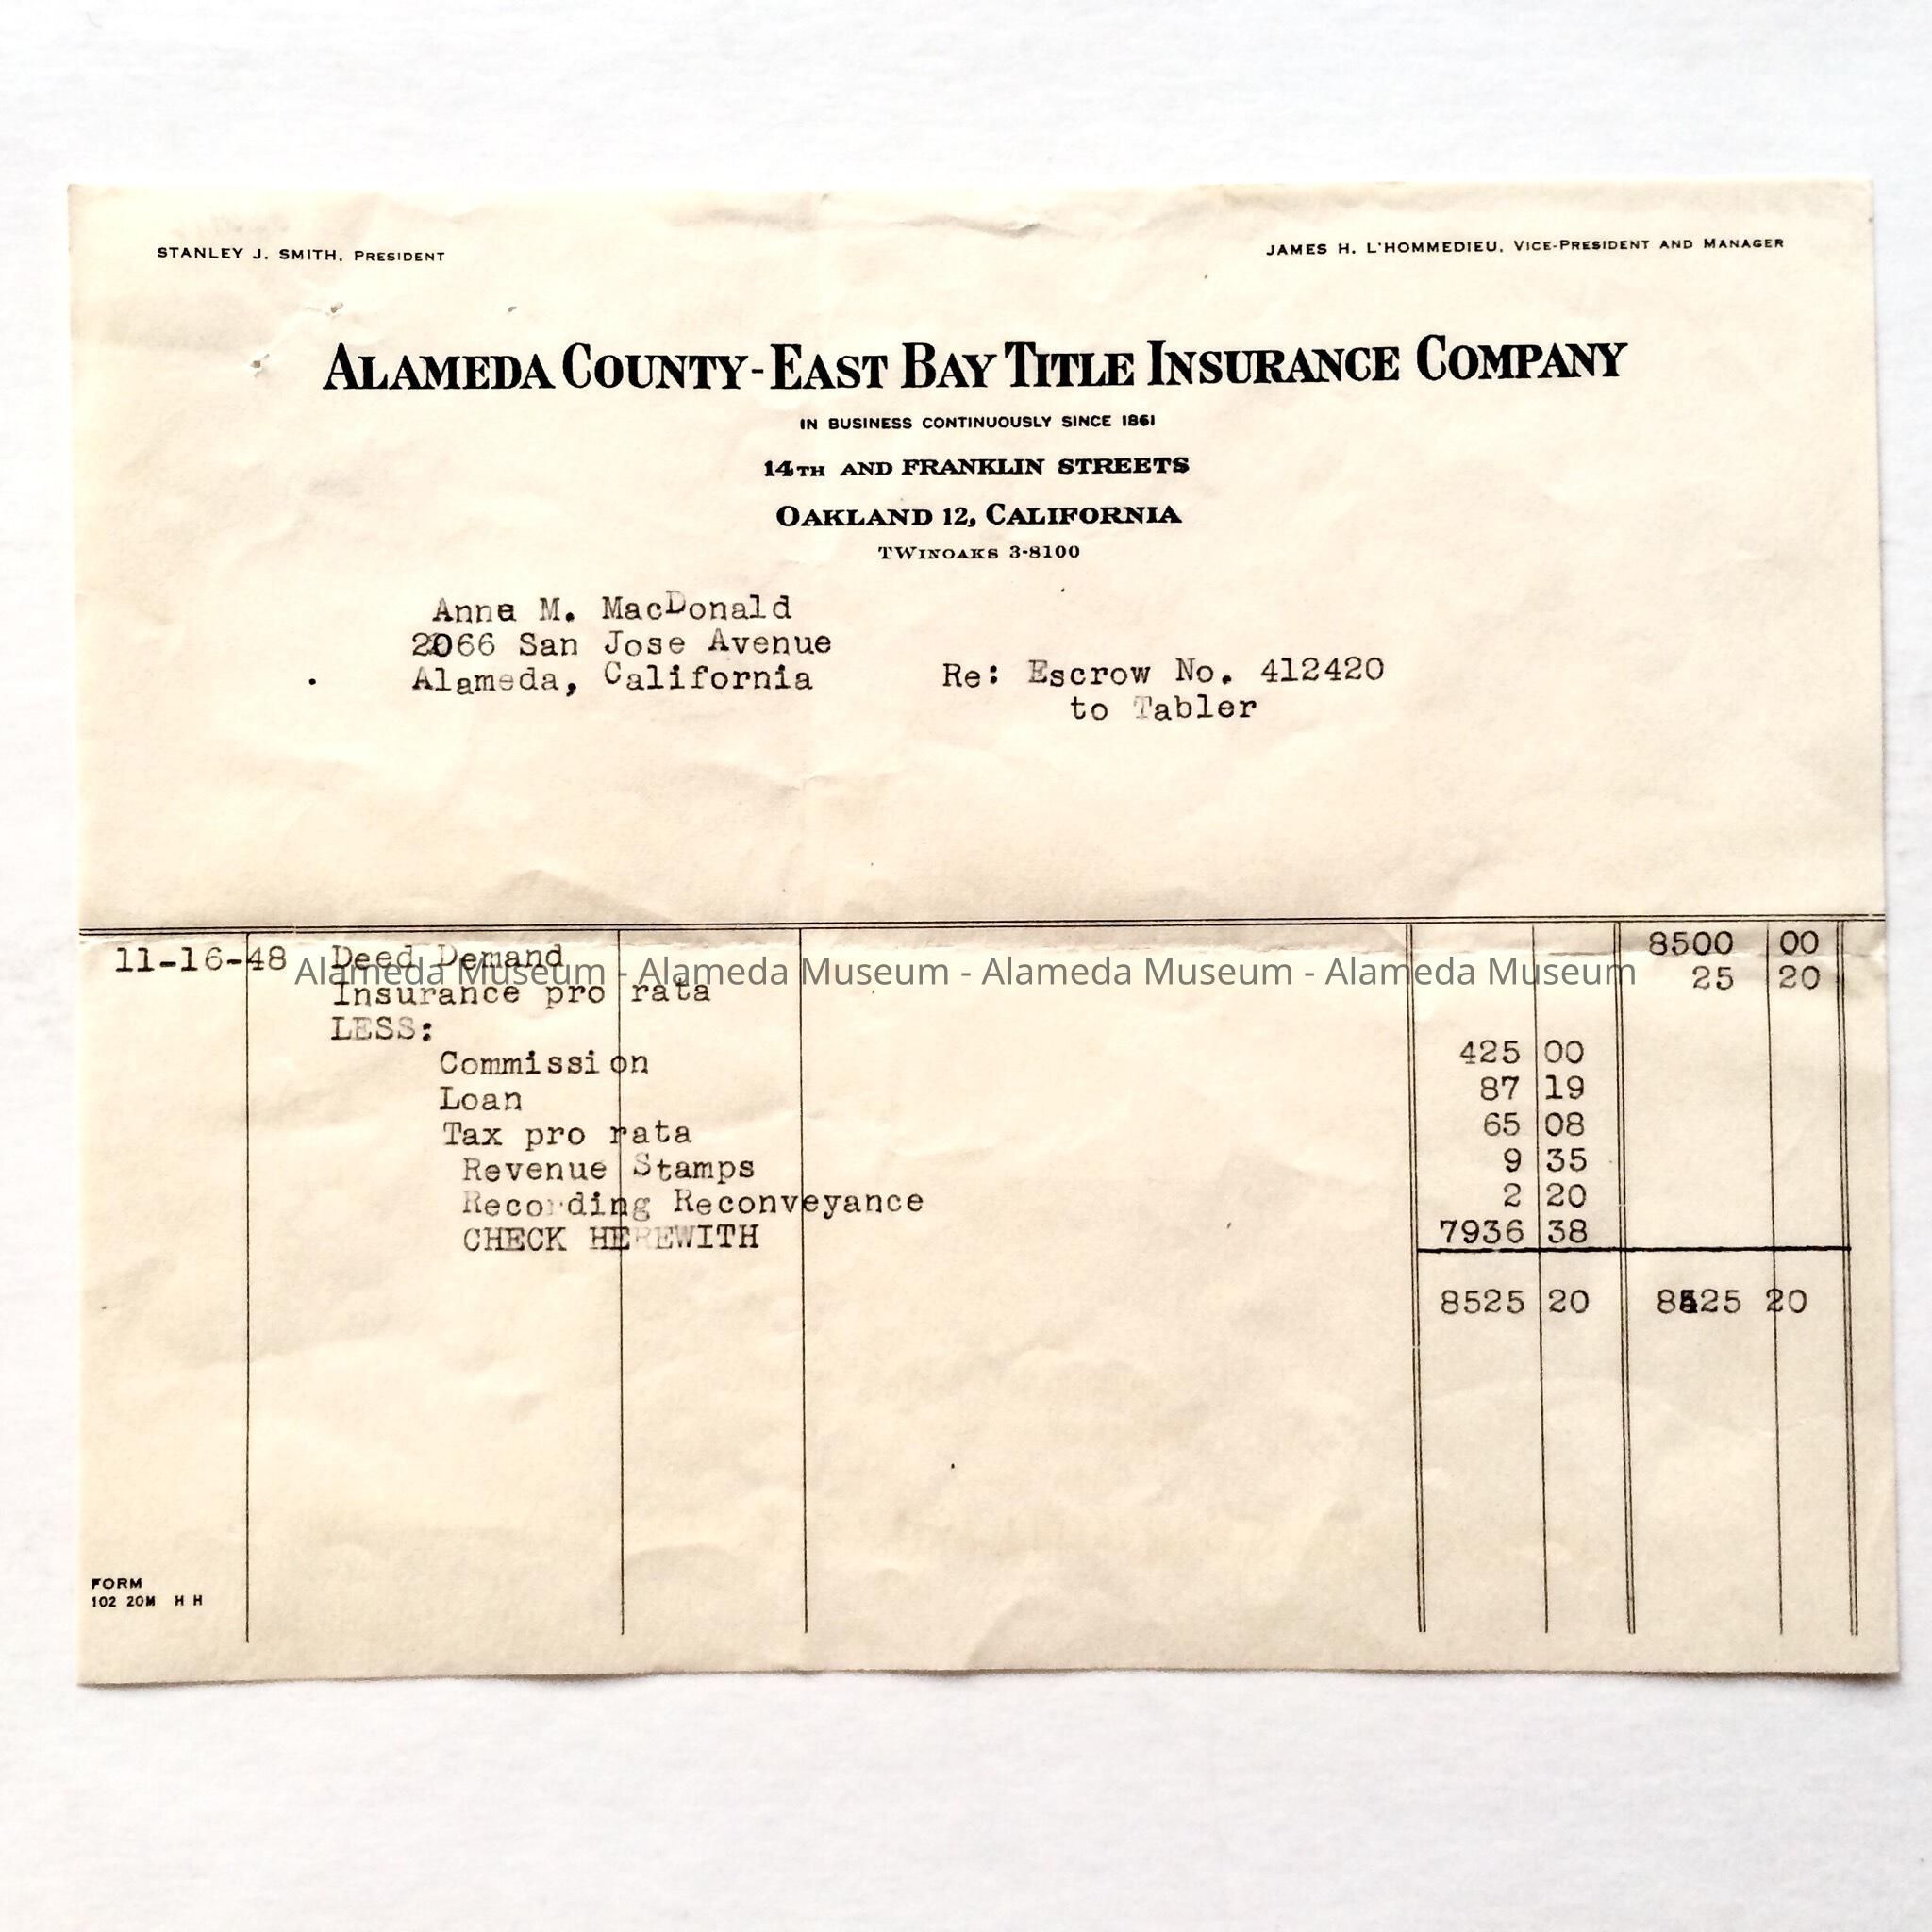 STANLEY J. SMITH, PRESIDENT
JAMES H. L'HOMMEDIEU, VICE-PRESIDENT AND MANAGER
ALAMEDA COUNTY-EAST BAY TITLE INSURANCE COMPANY
IN BUSINESS CONTINUOUSLY SINCE 1861
14TH AND FRANKLIN STREETS
OAKLAND 12, CALIFORNIA
TWINOAKS 3-8100
Anna M. MacDonald
2066 San Jose Avenue
Alameda, California
Re: Escrow No. 412420
to Tabler
11-16-48 Deed Demand 8500 00
Alameda Museum - Alameda Museum - Alameda Museum - Alameda Museum
Insurance pro rata 25 20
LESS:
Commission 425 00
Loan 87 19
Tax pro rata 65 08
Revenue Stamps 9 35
Recording Reconveyance 2 20
CHECK HEREWITH 7936 38
8525 20 8525 20
FORM
102 20M H H